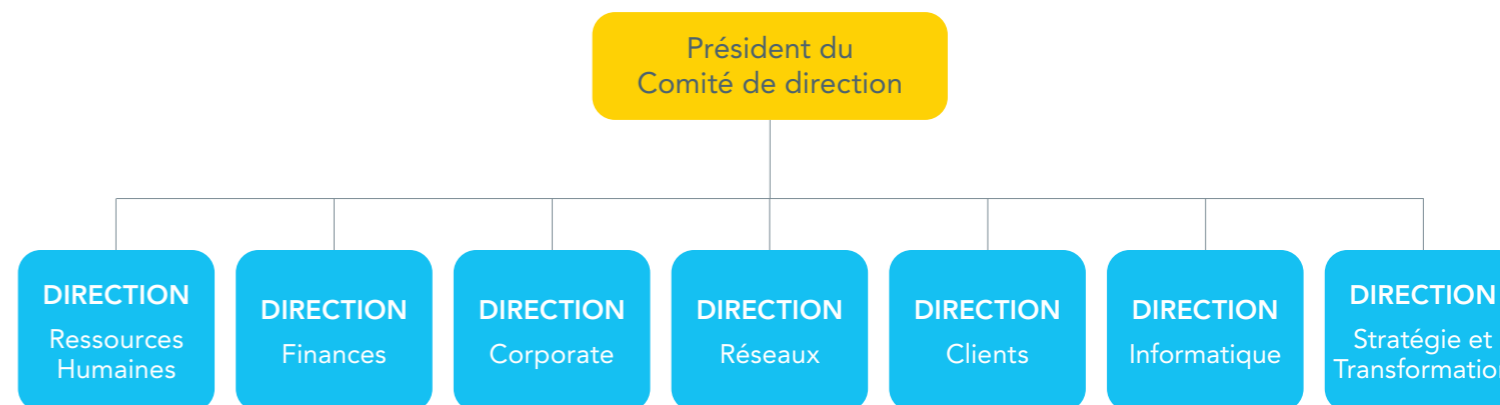 Président du
Comité de direction
DIRECTION
Ressources
Humaines
DIRECTION
Finances
DIRECTION
Corporate
DIRECTION
Réseaux
DIRECTION
Clients
DIRECTION
Informatique
DIRECTION
Stratégie et
Transformation